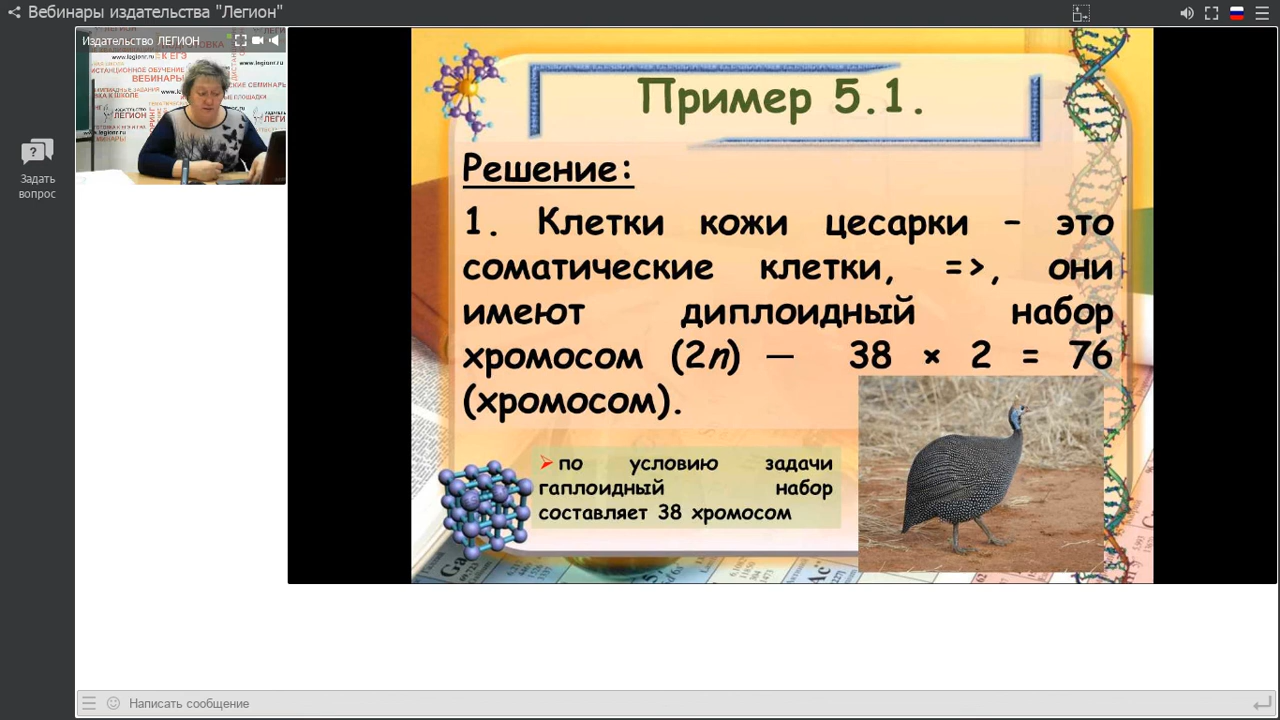 Вебинары издательства "Легион"
Издательство ЛЕГИОН
Задать
вопрос
Пример 5.1.
Решение:
1. Клетки кожи цесарки – это
соматические клетки, =>, они
имеют диплоидный набор
хромосом (2n) — 38 × 2 = 76
(хромосом).
по условию задачи
гаплоидный набор
составляет 38 хромосом
Написать сообщение